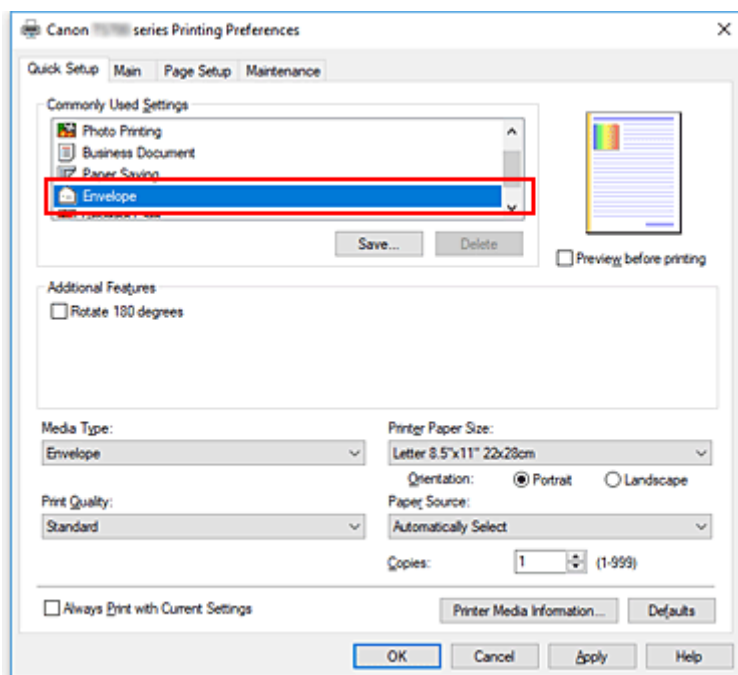 Canon series Printing Preferences
Quick Setup Main Page Setup Maintenance
Commonly Used Settings
Photo Printing
Business Document
Paper Saving
Envelope
Save... Delete
Preview before printing
Additional Features
Rotate 180 degrees
Media Type: Printer Paper Size:
Envelope Letter 8.5"x11" 22x28cm
Orientation: Portrait Landscape
Print Quality: Paper Source:
Standard Automatically Select
Copies: 1 (1-999)
Always Print with Current Settings Printer Media Information... Defaults
OK Cancel Apply Help